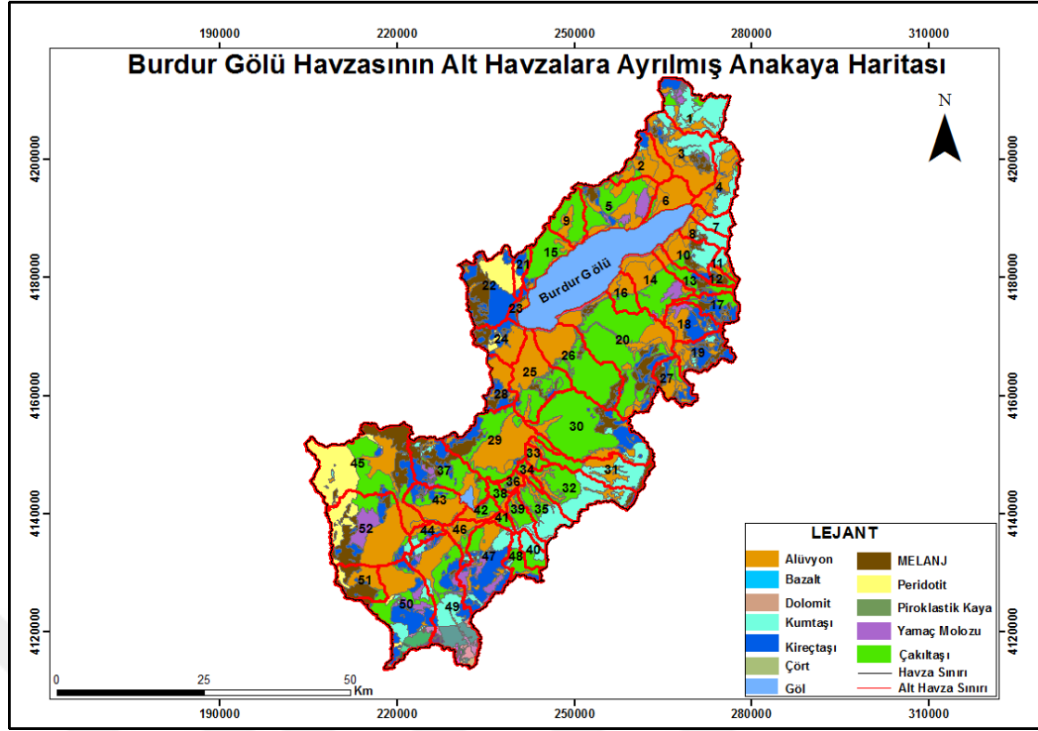 190000 220000 250000 280000 310000
Burdur Gölü Havzasının Alt Havzalara Ayrılmış Anakaya Haritası
N
4200000 4200000
4180000 4180000
4160000 4160000
4140000 4140000
4120000 4120000
1
2
3
4
5
6
7
8
9
10
11
12
13
14
15
16
17
18
19
20
21
22
23
24
25
26
27
28
29
30
31
32
33
34
35
36
37
38
39
40
41
42
43
44
45
46
47
48
49
50
51
52
Burdur Gölü
LEJANT
Alüvyon
Bazalt
Dolomit
Kumtaşı
Kireçtaşı
Çört
Göl
MELANJ
Peridotit
Piroklastik Kaya
Yamaç Molozu
Çakıltaşı
Havza Sınırı
Alt Havza Sınırı
0 25 50
Km
190000 220000 250000 280000 310000